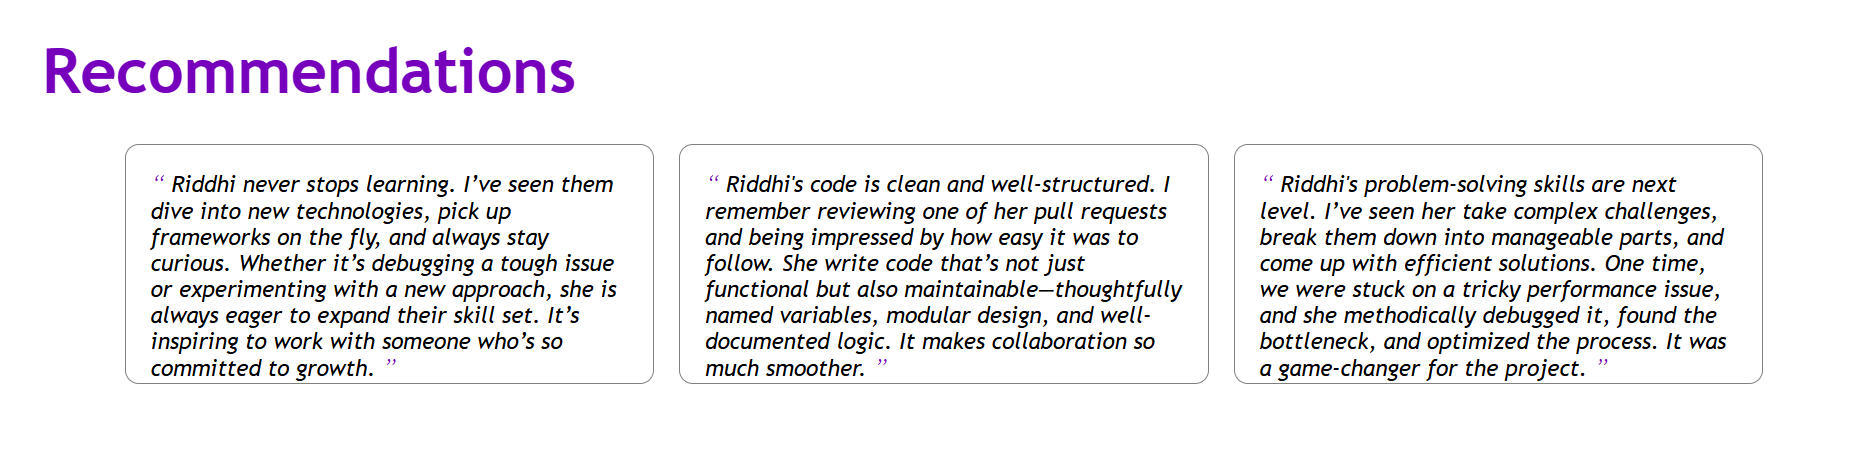 Recommendations
“ Riddhi never stops learning. I’ve seen them
dive into new technologies, pick up
frameworks on the fly, and always stay
curious. Whether it’s debugging a tough issue
or experimenting with a new approach, she is
always eager to expand their skill set. It’s
inspiring to work with someone who’s so
committed to growth. ”
“ Riddhi's code is clean and well-structured. I
remember reviewing one of her pull requests
and being impressed by how easy it was to
follow. She write code that’s not just
functional but also maintainable—thoughtfully
named variables, modular design, and well-
documented logic. It makes collaboration so
much smoother. ”
“ Riddhi's problem-solving skills are next
level. I’ve seen her take complex challenges,
break them down into manageable parts, and
come up with efficient solutions. One time,
we were stuck on a tricky performance issue,
and she methodically debugged it, found the
bottleneck, and optimized the process. It was
a game-changer for the project. ”